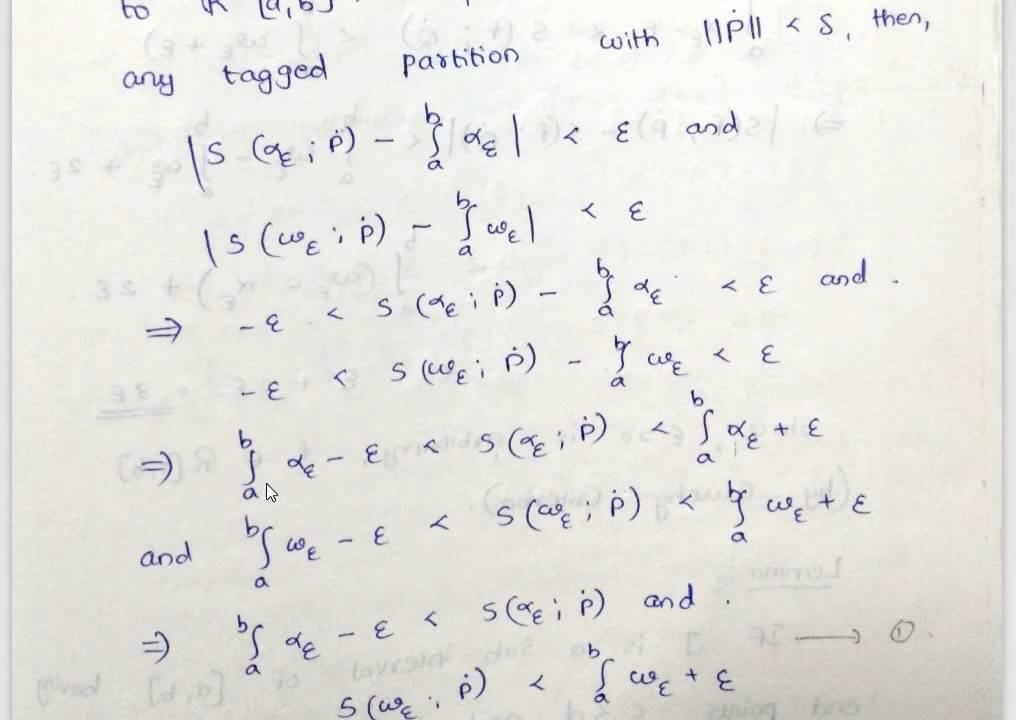 to R [a,b]
any tagged partition with ||Ṗ|| < δ, then,
|S (α_ε ; Ṗ) − ∫_a^b α_ε | < ε and
|S (ω_ε ; Ṗ) − ∫_a^b ω_ε | < ε
⇒ −ε < S (α_ε ; Ṗ) − ∫_a^b α_ε < ε and .
−ε < S (ω_ε ; Ṗ) − ∫_a^b ω_ε < ε
⇒ ∫_a^b α_ε − ε < S (α_ε ; Ṗ) < ∫_a^b α_ε + ε
and ∫_a^b ω_ε − ε < S (ω_ε ; Ṗ) < ∫_a^b ω_ε + ε
⇒ ∫_a^b α_ε − ε < S(α_ε ; Ṗ) and .
⟶ ①.
S(ω_ε ; Ṗ) < ∫_a^b ω_ε + ε